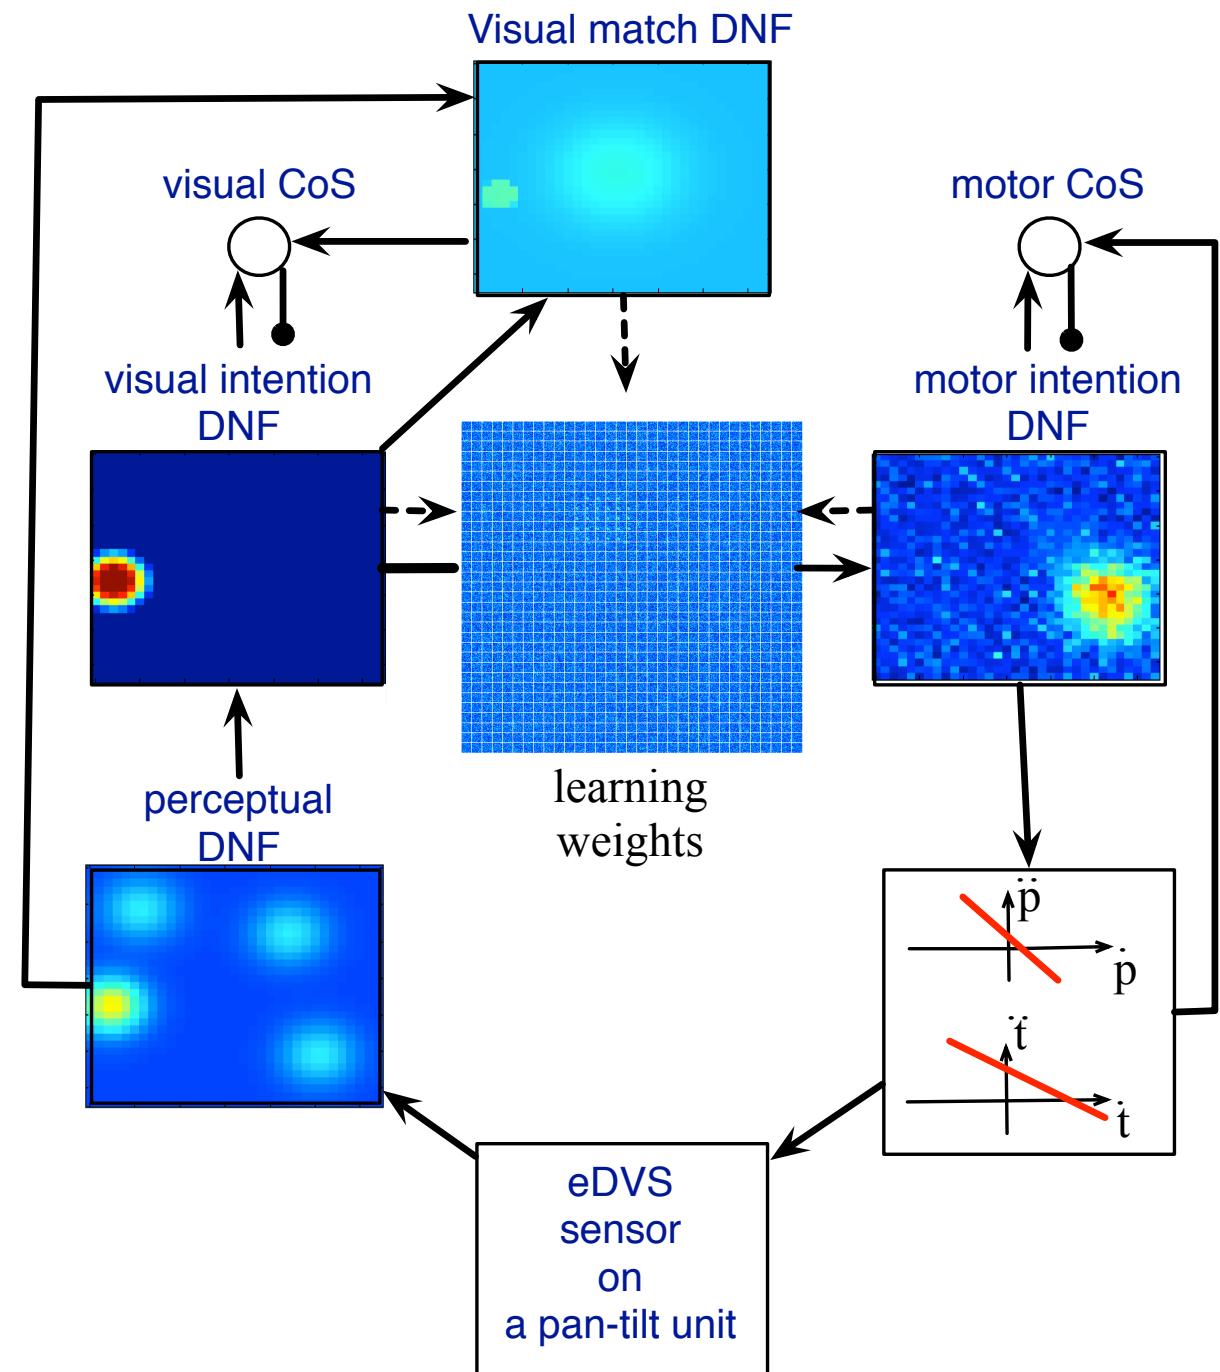 Visual match DNF
visual CoS
motor CoS
visual intention
DNF
motor intention
DNF
learning
weights
perceptual
DNF
p̈
ṗ
ẗ
ṫ
eDVS
sensor
on
a pan-tilt unit